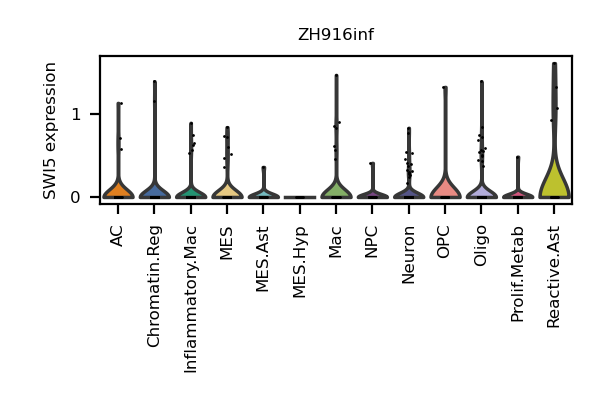 ZH916inf
SWI5 expression
1
0
AC
Chromatin.Reg
Inflammatory.Mac
MES
MES.Ast
MES.Hyp
Mac
NPC
Neuron
OPC
Oligo
Prolif.Metab
Reactive.Ast